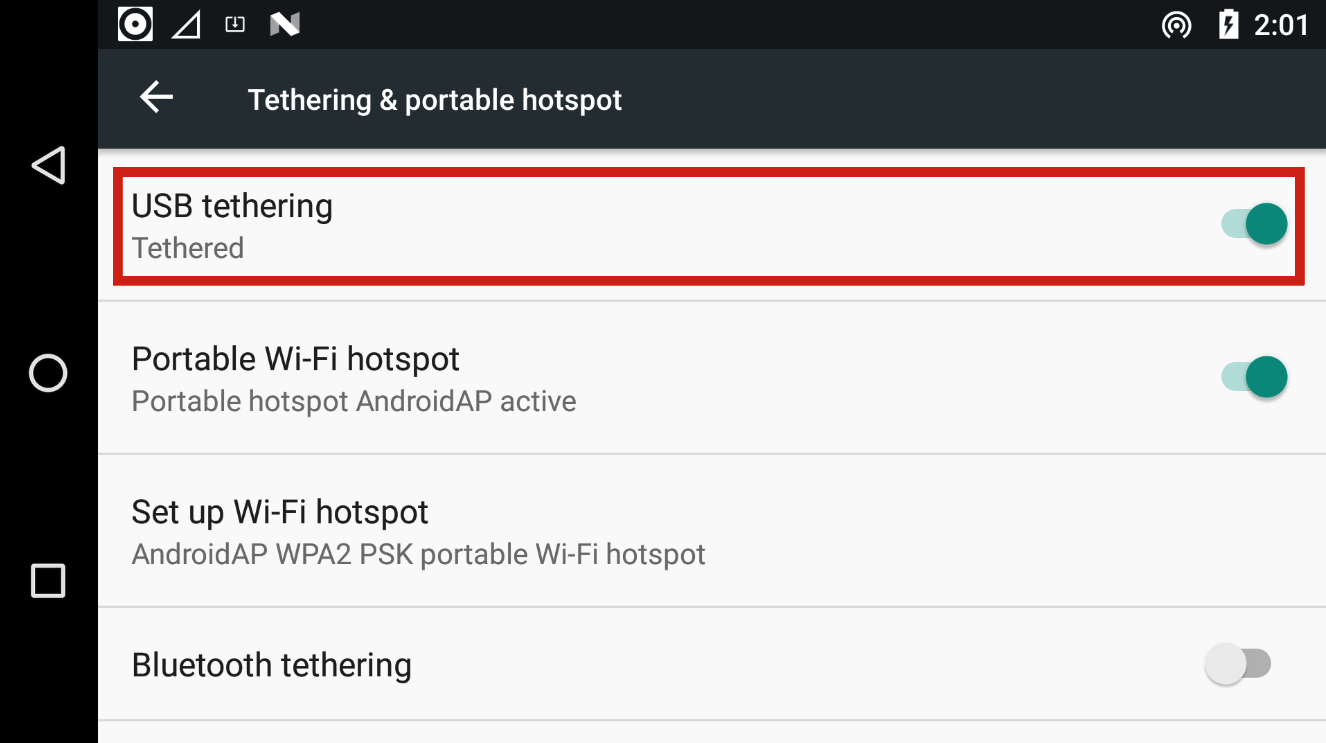 2:01
Tethering & portable hotspot
USB tethering
Tethered
Portable Wi-Fi hotspot
Portable hotspot AndroidAP active
Set up Wi-Fi hotspot
AndroidAP WPA2 PSK portable Wi-Fi hotspot
Bluetooth tethering